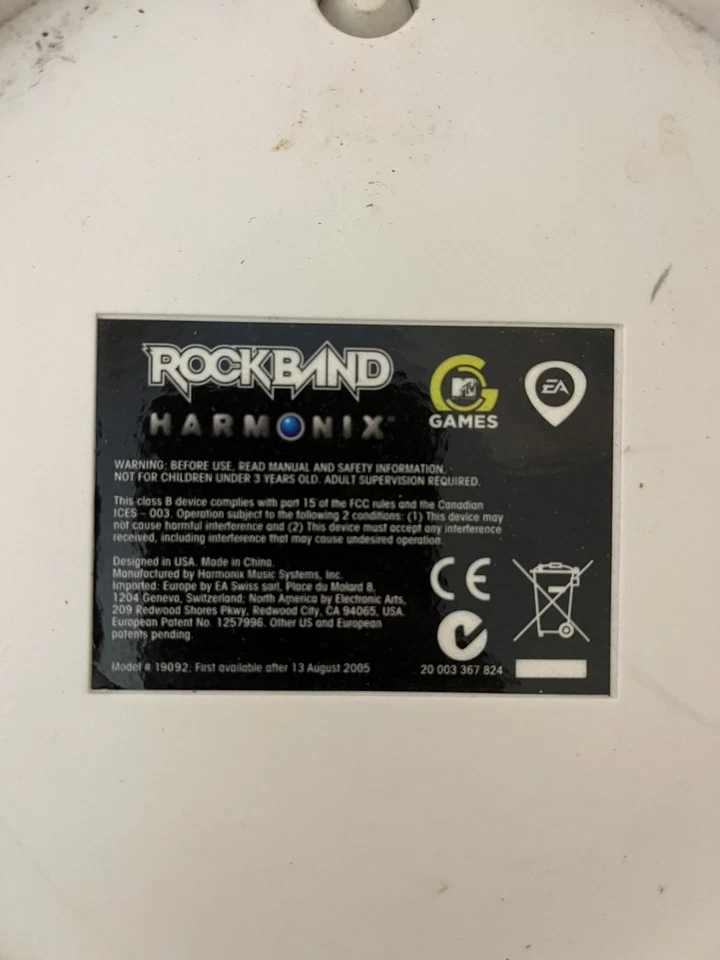 ROCKBAND
HARMONIX
MTV
GAMES
EA
WARNING: BEFORE USE, READ MANUAL AND SAFETY INFORMATION.
NOT FOR CHILDREN UNDER 3 YEARS OLD. ADULT SUPERVISION REQUIRED.
This class B device complies with part 15 of the FCC rules and the Canadian
ICES – 003. Operation subject to the following 2 conditions: (1) This device may
not cause harmful interference and (2) This device must accept any interference
received, including interference that may cause undesired operation.
Designed in USA. Made in China.
Manufactured by Harmonix Music Systems, Inc.
Imported: Europe by EA Swiss sarl, Place du Molard 8,
1204 Geneva, Switzerland; North America by Electronic Arts,
209 Redwood Shores Pkwy, Redwood City, CA 94065, USA.
European Patent No. 1257996. Other US and European
patents pending.
CE
Model # 19092. First available after 13 August 2005
20 003 367 824